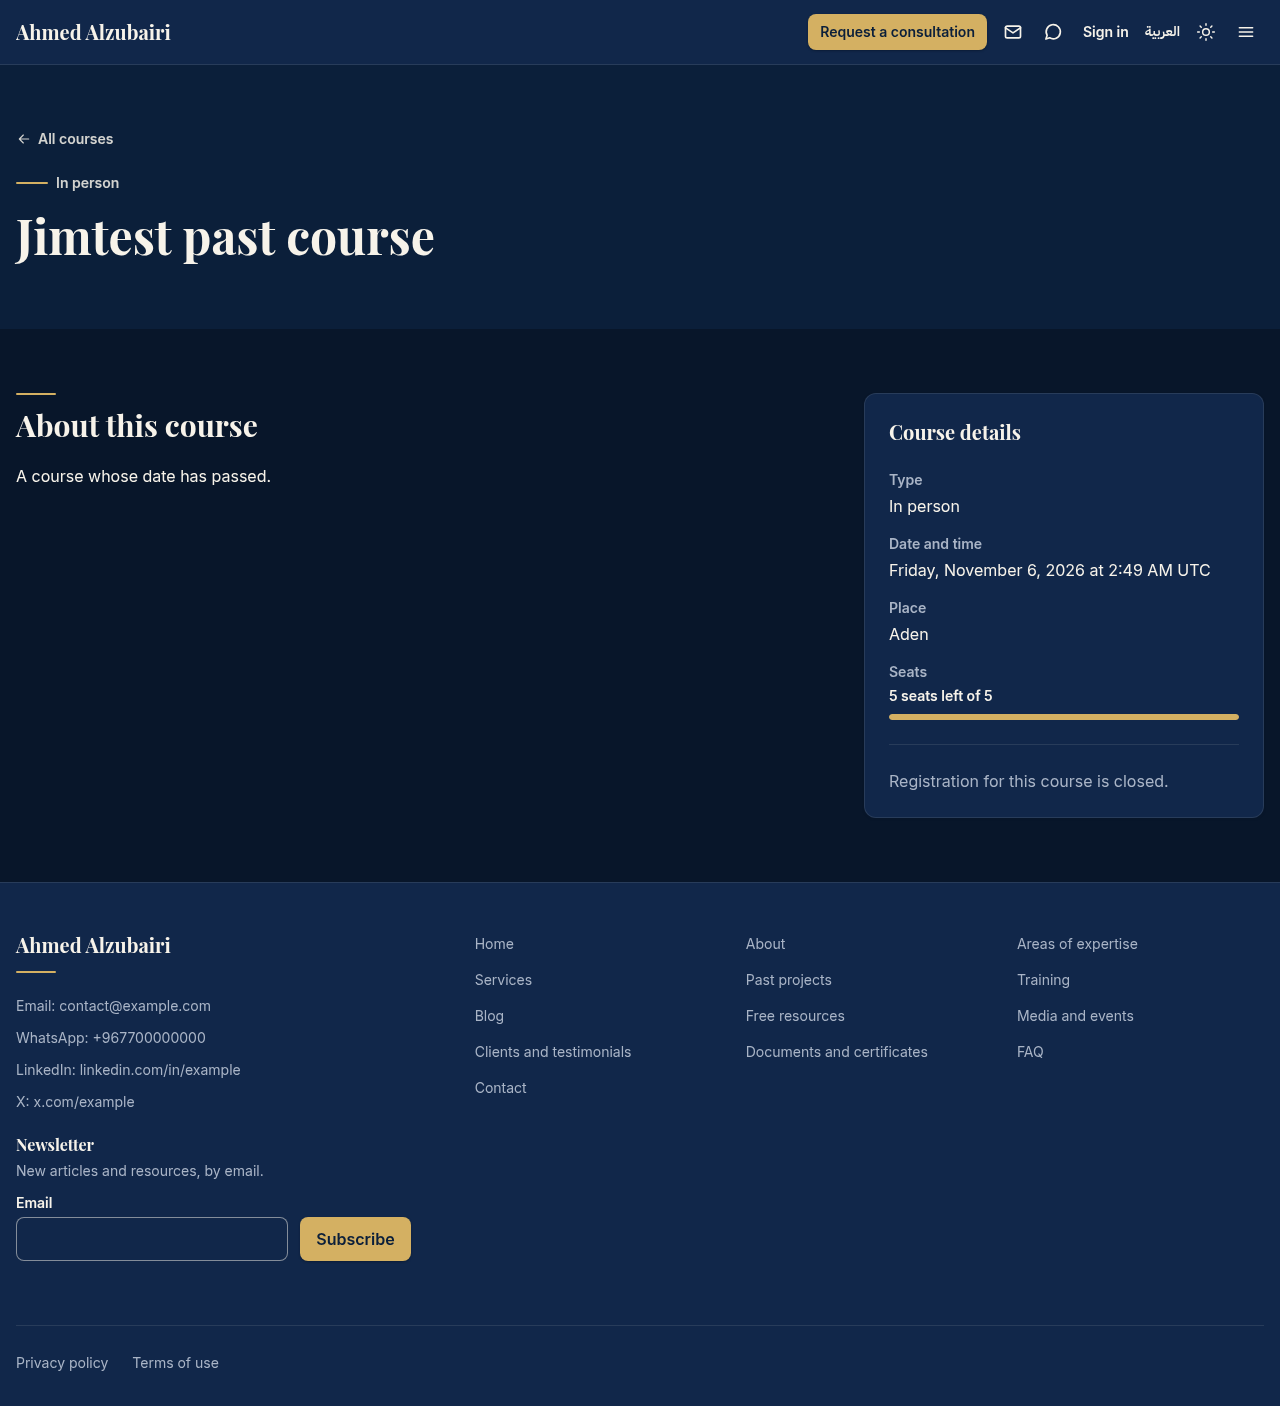 Ahmed Alzubairi
Request a consultation
Sign in
العربية
All courses
In person
Jimtest past course
About this course
A course whose date has passed.
Course details
Type
In person
Date and time
Friday, November 6, 2026 at 2:49 AM UTC
Place
Aden
Seats
5 seats left of 5
Registration for this course is closed.
Ahmed Alzubairi
Email: contact@example.com
WhatsApp: +967700000000
LinkedIn: linkedin.com/in/example
X: x.com/example
Newsletter
New articles and resources, by email.
Email
Subscribe
Home
About
Areas of expertise
Services
Past projects
Training
Blog
Free resources
Media and events
Clients and testimonials
Documents and certificates
FAQ
Contact
Privacy policy
Terms of use